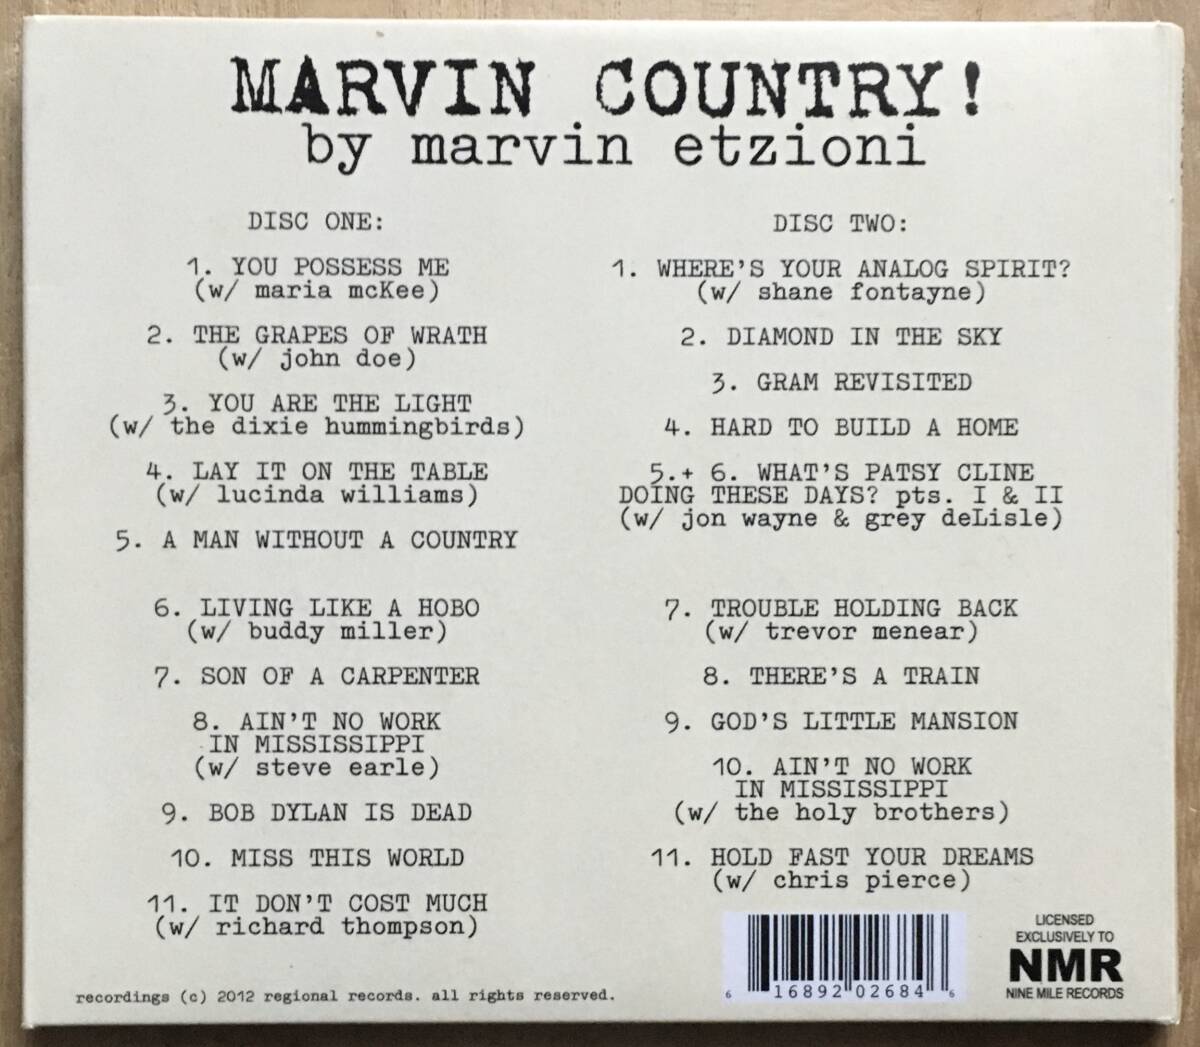 MARVIN COUNTRY!
by marvin etzioni
DISC ONE:
1. YOU POSSESS ME
(w/ maria mcKee)
2. THE GRAPES OF WRATH
(w/ john doe)
3. YOU ARE THE LIGHT
(w/ the dixie hummingbirds)
4. LAY IT ON THE TABLE
(w/ lucinda williams)
5. A MAN WITHOUT A COUNTRY
6. LIVING LIKE A HOBO
(w/ buddy miller)
7. SON OF A CARPENTER
8. AIN'T NO WORK
IN MISSISSIPPI
(w/ steve earle)
9. BOB DYLAN IS DEAD
10. MISS THIS WORLD
11. IT DON'T COST MUCH
(w/ richard thompson)
DISC TWO:
1. WHERE'S YOUR ANALOG SPIRIT?
(w/ shane fontayne)
2. DIAMOND IN THE SKY
3. GRAM REVISITED
4. HARD TO BUILD A HOME
5.+ 6. WHAT'S PATSY CLINE
DOING THESE DAYS? pts. I & II
(w/ jon wayne & grey deLisle)
7. TROUBLE HOLDING BACK
(w/ trevor menear)
8. THERE'S A TRAIN
9. GOD'S LITTLE MANSION
10. AIN'T NO WORK
IN MISSISSIPPI
(w/ the holy brothers)
11. HOLD FAST YOUR DREAMS
(w/ chris pierce)
recordings (c) 2012 regional records. all rights reserved.
6 16892 02684 6
LICENSED
EXCLUSIVELY TO
NMR
NINE MILE RECORDS